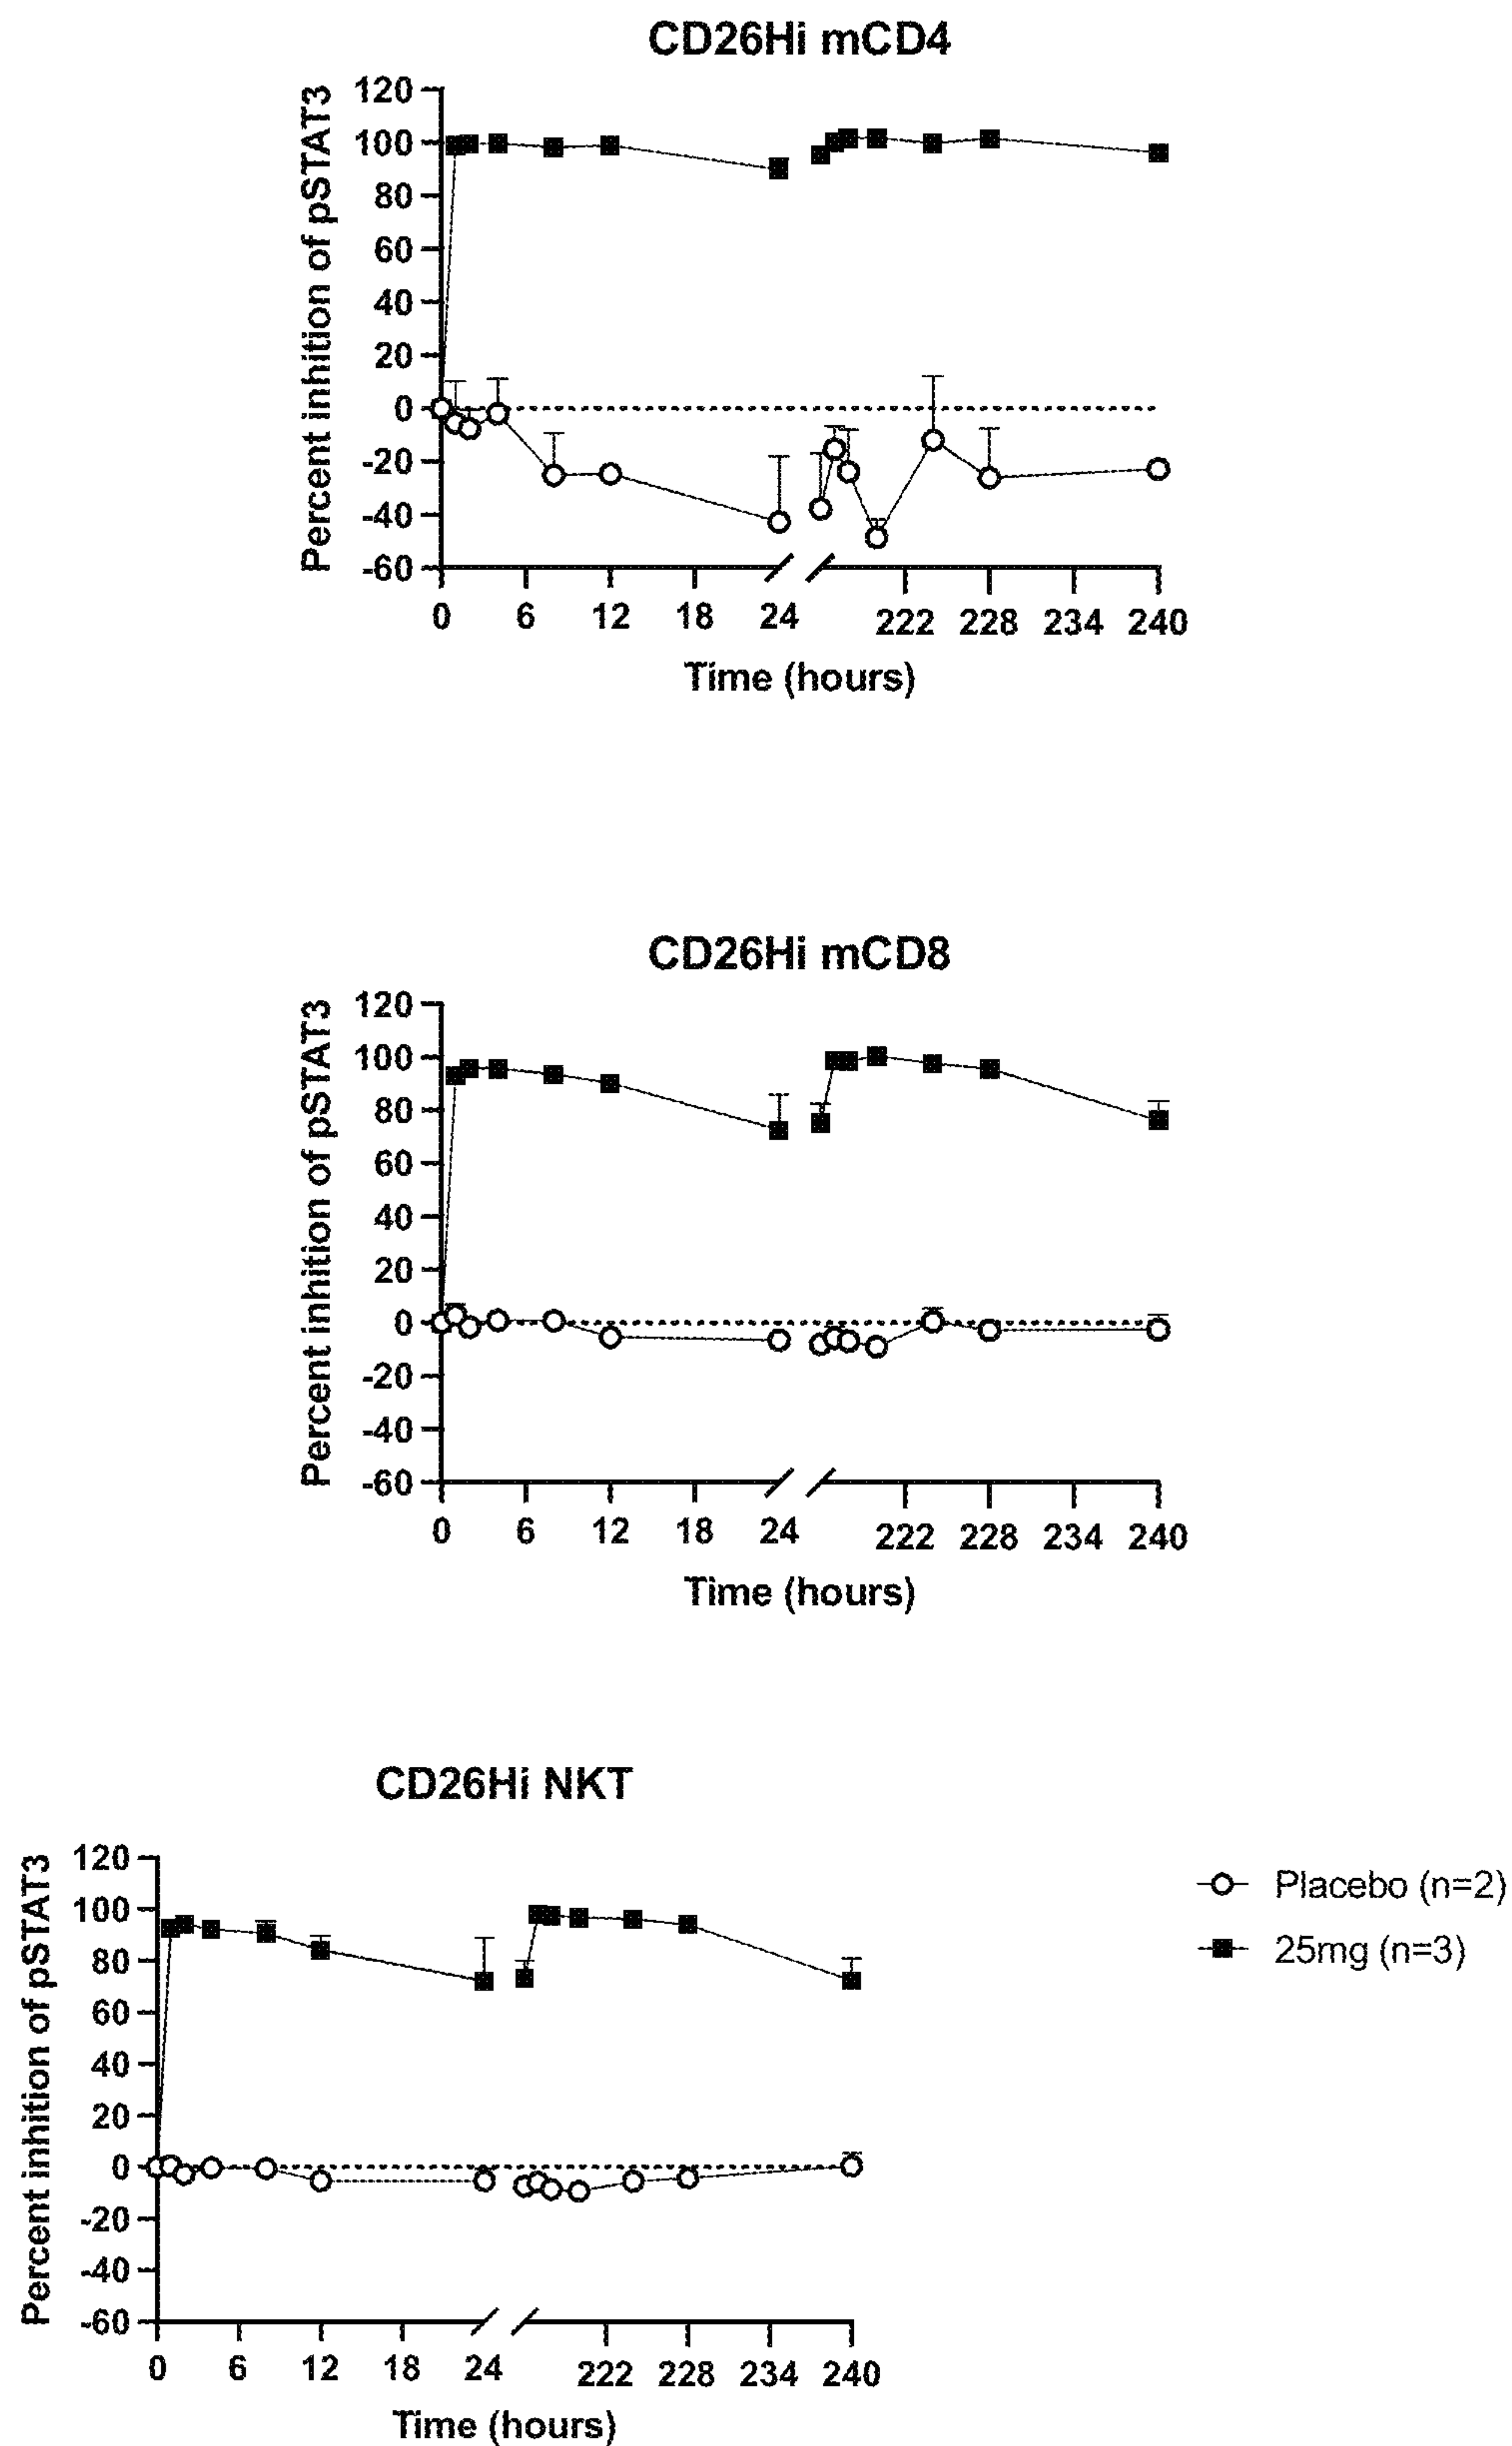 CD26Hi mCD4
Percent inhition of pSTAT3
120
100
80
60
40
20
0
-20
-40
-60
0 6 12 18 24 222 228 234 240
Time (hours)
CD26Hi mCD8
Percent inhition of pSTAT3
120
100
80
60
40
20
0
-20
-40
-60
0 6 12 18 24 222 228 234 240
Time (hours)
CD26Hi NKT
Percent inhition of pSTAT3
120
100
80
60
40
20
0
-20
-40
-60
0 6 12 18 24 222 228 234 240
Time (hours)
Placebo (n=2)
25mg (n=3)